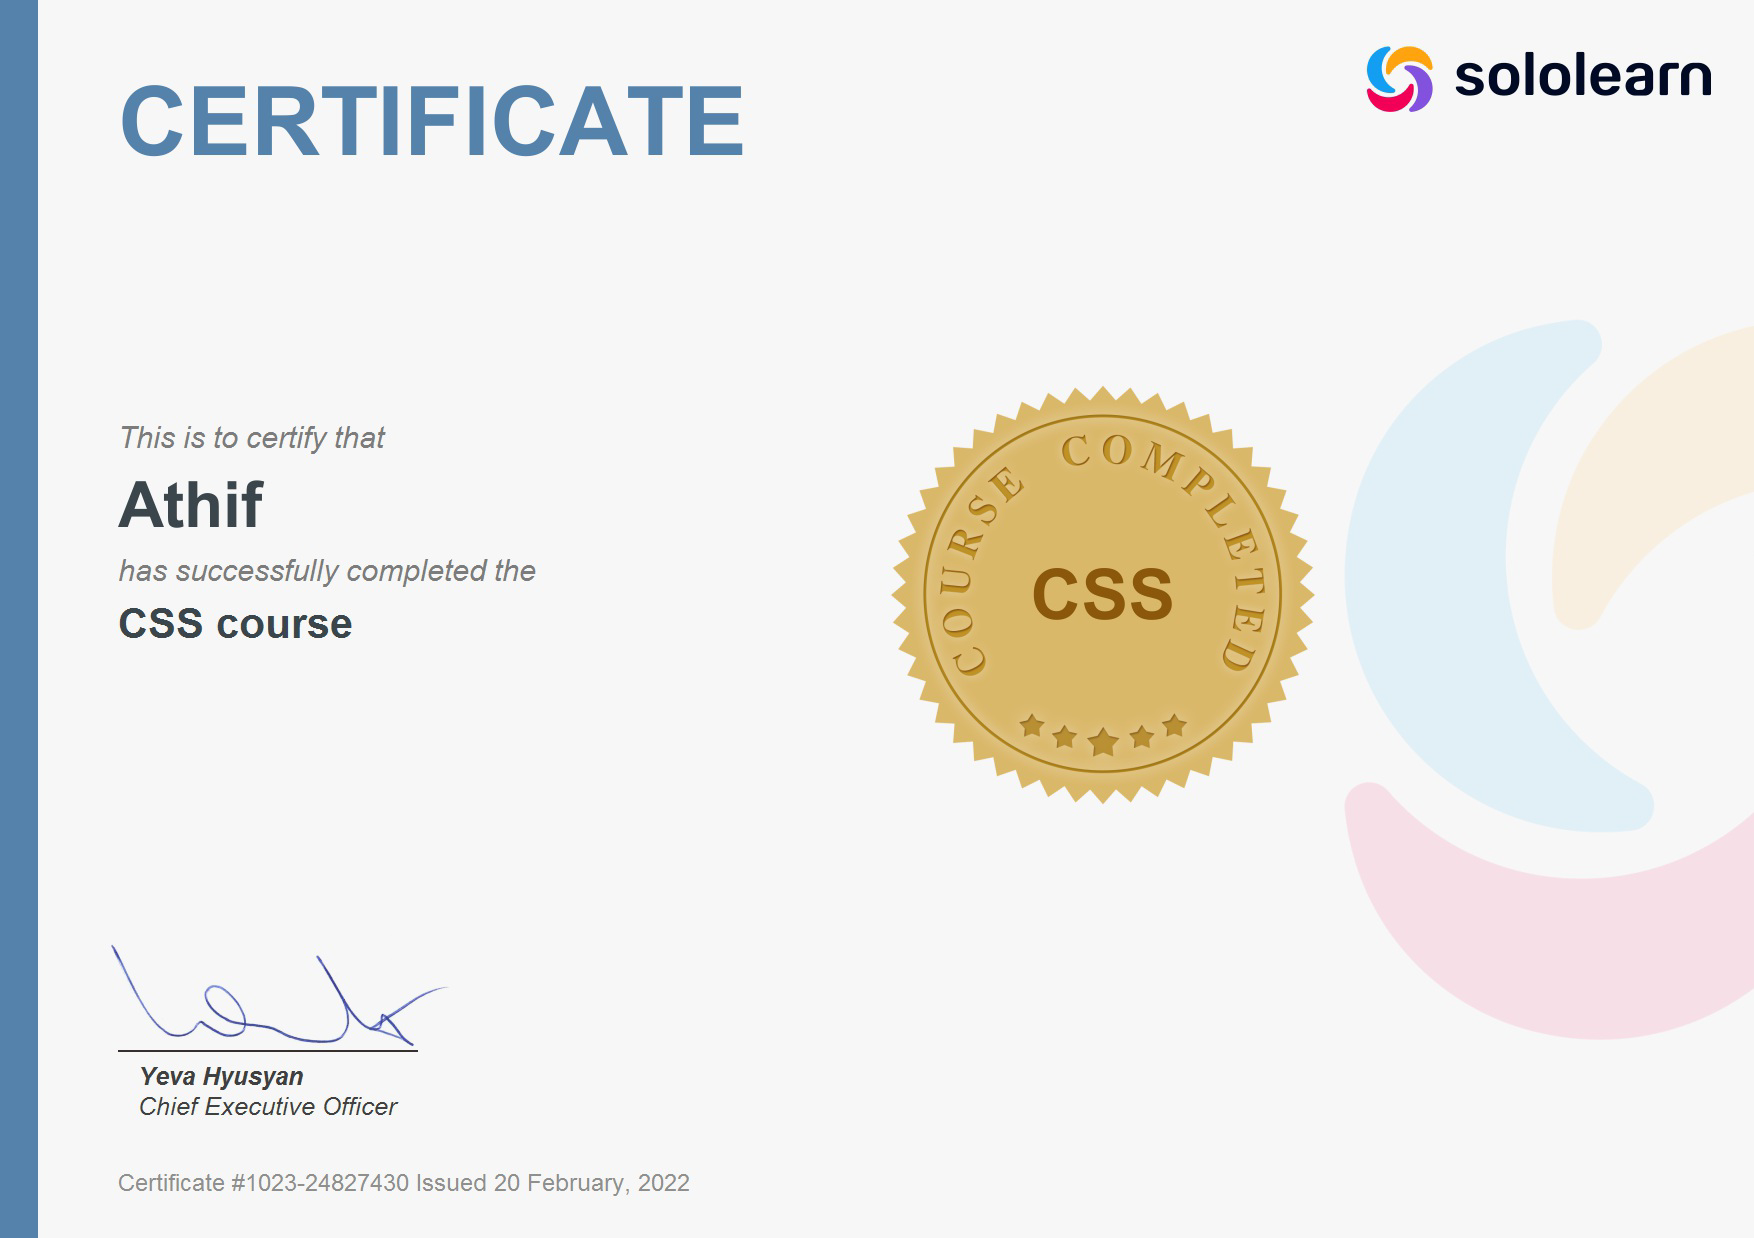 CERTIFICATE
sololearn
This is to certify that
Athif
has successfully completed the
CSS course
COURSE COMPLETED
CSS
Yeva Hyusyan
Chief Executive Officer
Certificate #1023-24827430 Issued 20 February, 2022